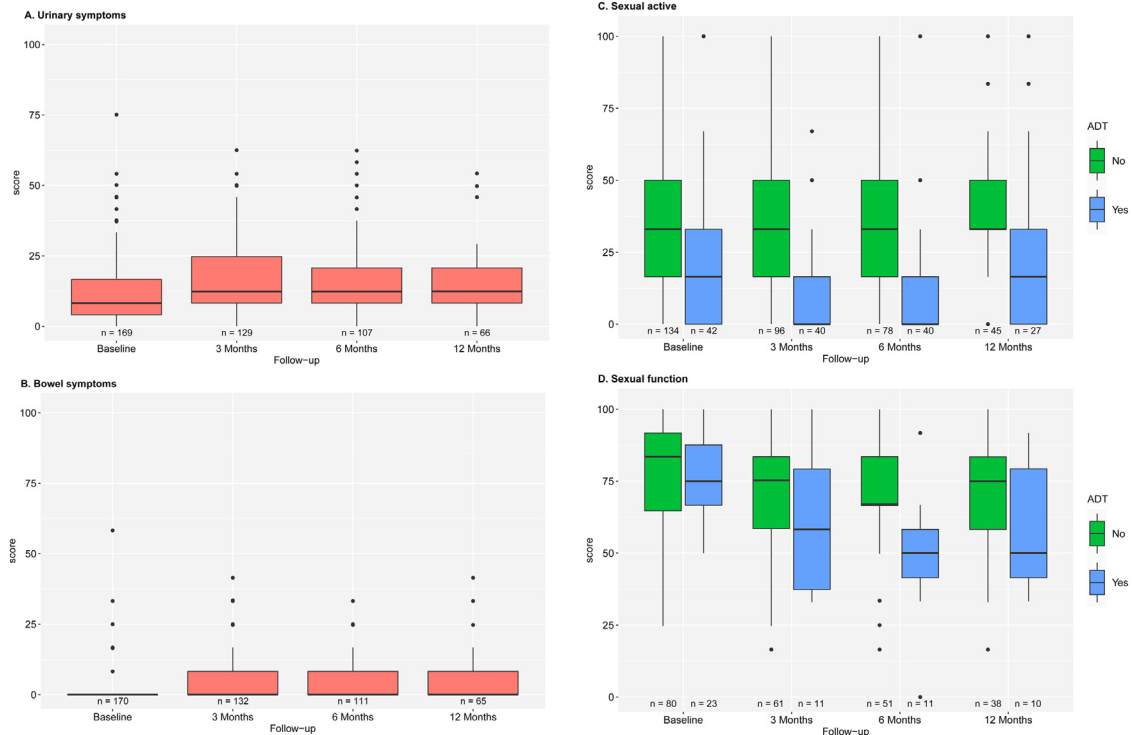 A. Urinary symptoms
100
75
50
25
0
score
n = 169 n = 129 n = 107 n = 66
Baseline 3 Months 6 Months 12 Months
Follow-up
B. Bowel symptoms
100
75
50
25
0
score
n = 170 n = 132 n = 111 n = 65
Baseline 3 Months 6 Months 12 Months
Follow-up
C. Sexual active
100
75
50
25
0
score
n = 134 n = 42 n = 96 n = 40 n = 78 n = 40 n = 45 n = 27
Baseline 3 Months 6 Months 12 Months
Follow-up
ADT
No
Yes
D. Sexual function
100
75
50
25
0
score
n = 80 n = 23 n = 61 n = 11 n = 51 n = 11 n = 38 n = 10
Baseline 3 Months 6 Months 12 Months
Follow-up
ADT
No
Yes